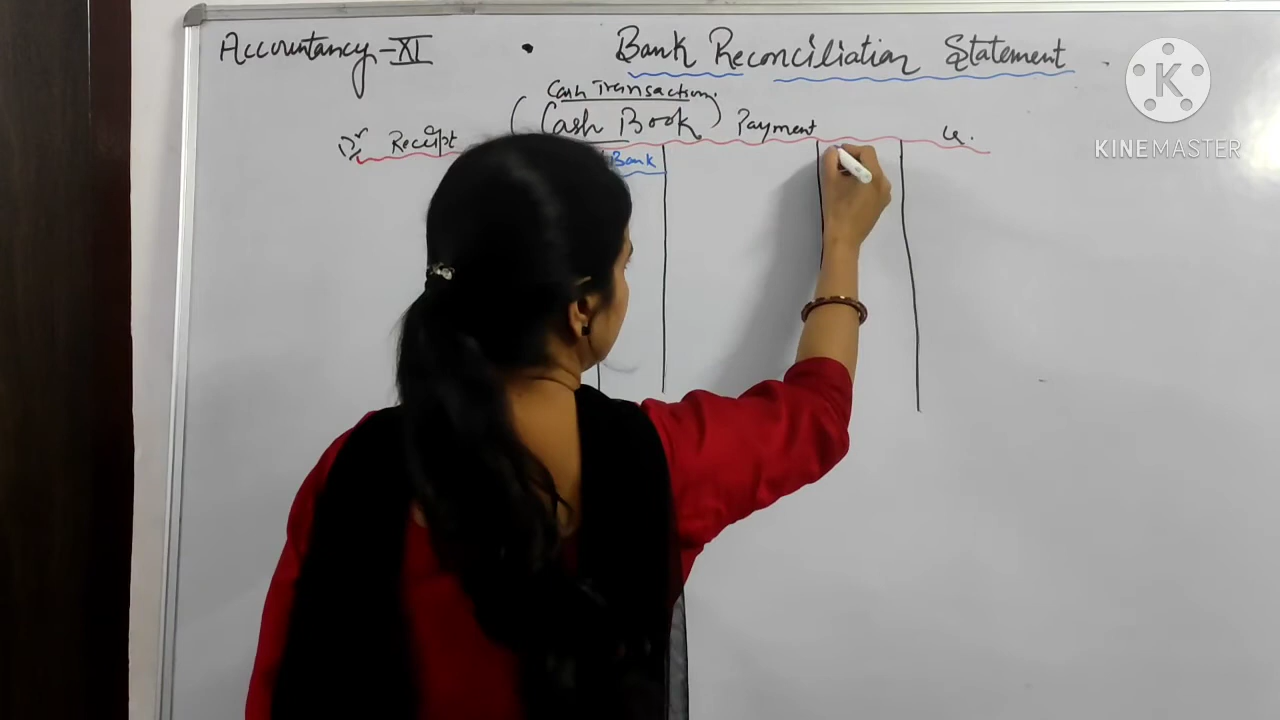 Accountancy-XI • Bank Reconciliation Statement
Cash Transaction.
(Cash Book)
Dr Receipt Payment Cr.
Bank
K
KINEMASTER